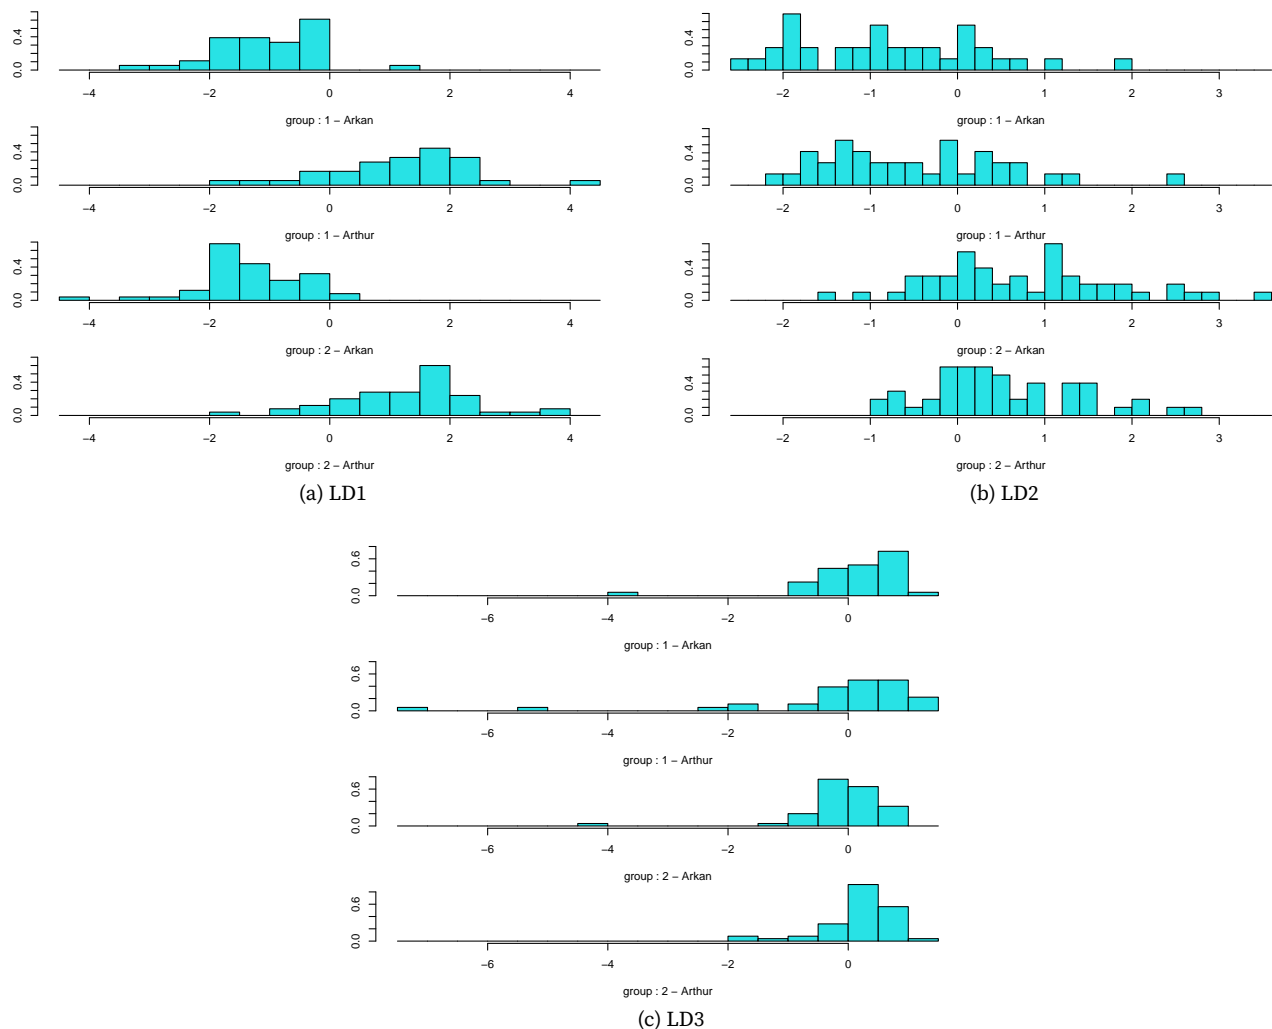 0.0 0.4
−4 −2 0 2 4
group : 1 − Arkan
0.0 0.4
−4 −2 0 2 4
group : 1 − Arthur
0.0 0.4
−4 −2 0 2 4
group : 2 − Arkan
0.0 0.4
−4 −2 0 2 4
group : 2 − Arthur
(a) LD1
0.0 0.4
−2 −1 0 1 2 3
group : 1 − Arkan
0.0 0.4
−2 −1 0 1 2 3
group : 1 − Arthur
0.0 0.4
−2 −1 0 1 2 3
group : 2 − Arkan
0.0 0.4
−2 −1 0 1 2 3
group : 2 − Arthur
(b) LD2
0.0 0.6
−6 −4 −2 0
group : 1 − Arkan
0.0 0.6
−6 −4 −2 0
group : 1 − Arthur
0.0 0.6
−6 −4 −2 0
group : 2 − Arkan
0.0 0.6
−6 −4 −2 0
group : 2 − Arthur
(c) LD3